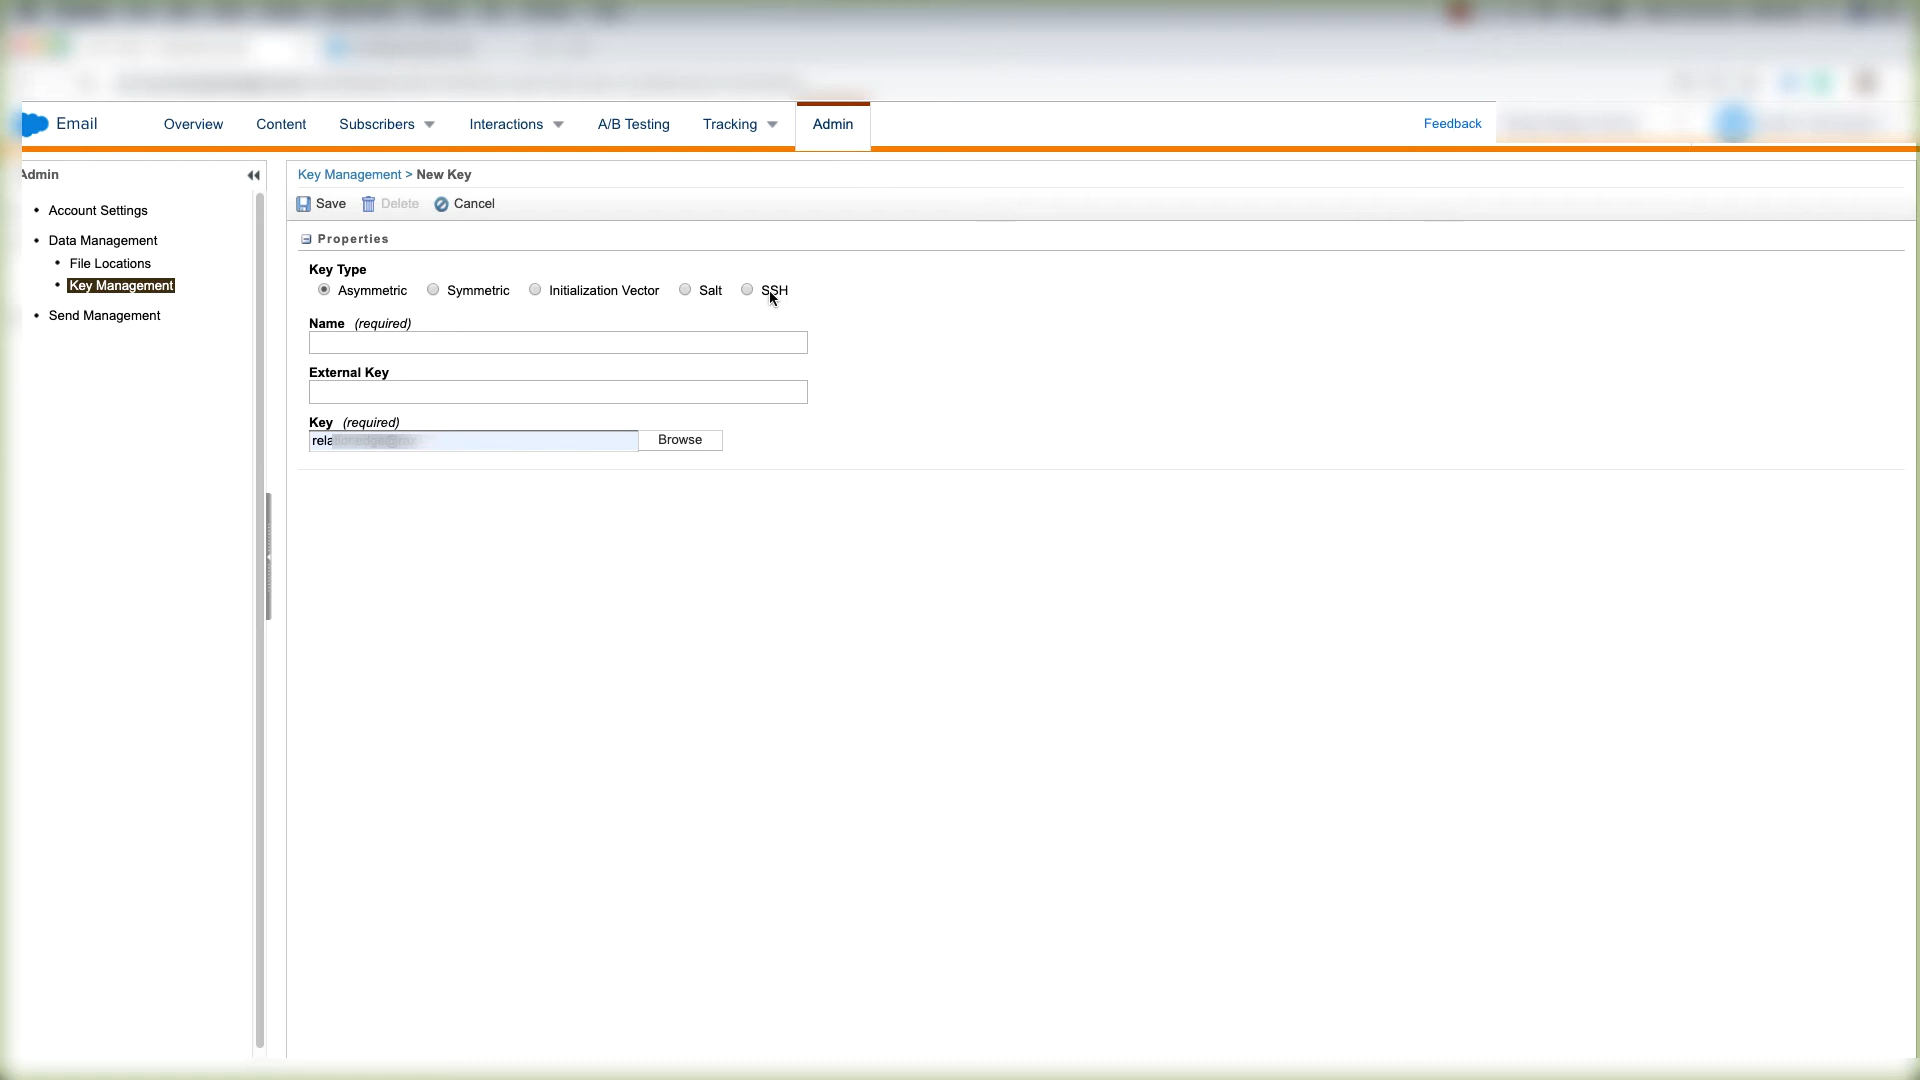 Email
Overview
Content
Subscribers
Interactions
A/B Testing
Tracking
Admin
Feedback
Admin
Account Settings
Data Management
File Locations
Key Management
Send Management
Key Management > New Key
Save
Delete
Cancel
Properties
Key Type
Asymmetric
Symmetric
Initialization Vector
Salt
SSH
Name (required)
External Key
Key (required)
Browse